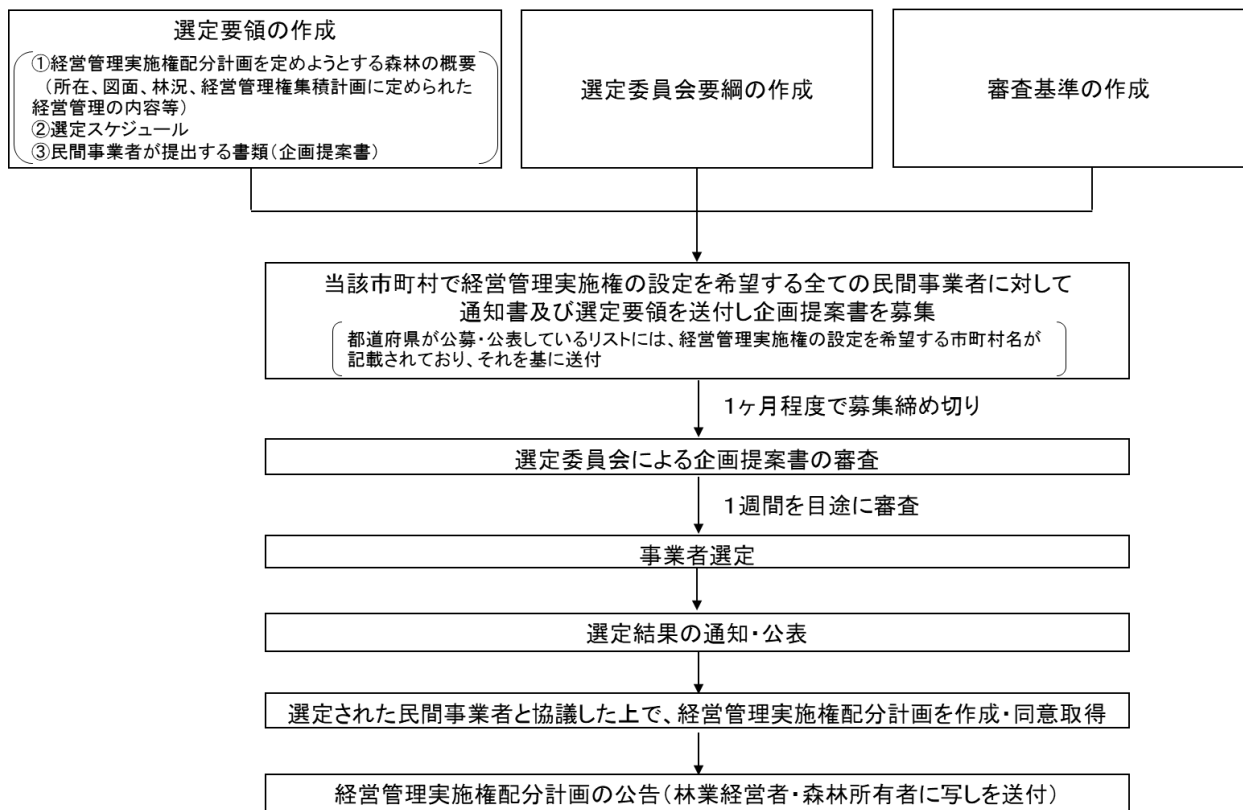 選定要領の作成
①経営管理実施権配分計画を定めようとする森林の概要
（所在、図面、林況、経営管理権集積計画に定められた
経営管理の内容等）
②選定スケジュール
③民間事業者が提出する書類（企画提案書）
選定委員会要綱の作成
審査基準の作成
当該市町村で経営管理実施権の設定を希望する全ての民間事業者に対して
通知書及び選定要領を送付し企画提案書を募集
都道府県が公募・公表しているリストには、経営管理実施権の設定を希望する市町村名が
記載されており、それを基に送付
１ヶ月程度で募集締め切り
選定委員会による企画提案書の審査
１週間を目途に審査
事業者選定
選定結果の通知・公表
選定された民間事業者と協議した上で、経営管理実施権配分計画を作成・同意取得
経営管理実施権配分計画の公告（林業経営者・森林所有者に写しを送付）